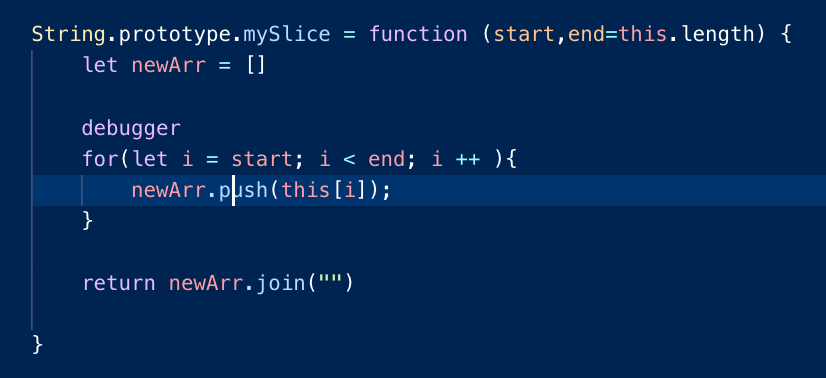 String.prototype.mySlice = function (start,end=this.length) {
let newArr = []
debugger
for(let i = start; i < end; i ++ ){
newArr.push(this[i]);
}
return newArr.join("")
}